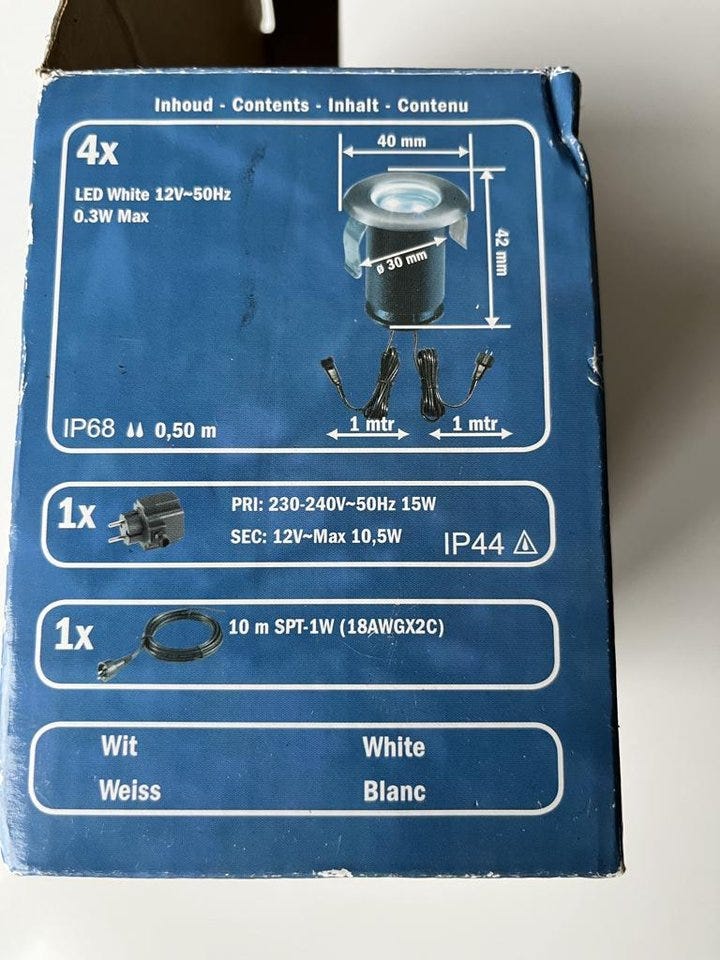 Inhoud - Contents - Inhalt - Contenu
4x
LED White 12V~50Hz
0.3W Max
40 mm
42 mm
ø 30 mm
1 mtr
1 mtr
IP68 0,50 m
1x
PRI: 230-240V~50Hz 15W
SEC: 12V~Max 10,5W
IP44
1x
10 m SPT-1W (18AWGX2C)
Wit White
Weiss Blanc